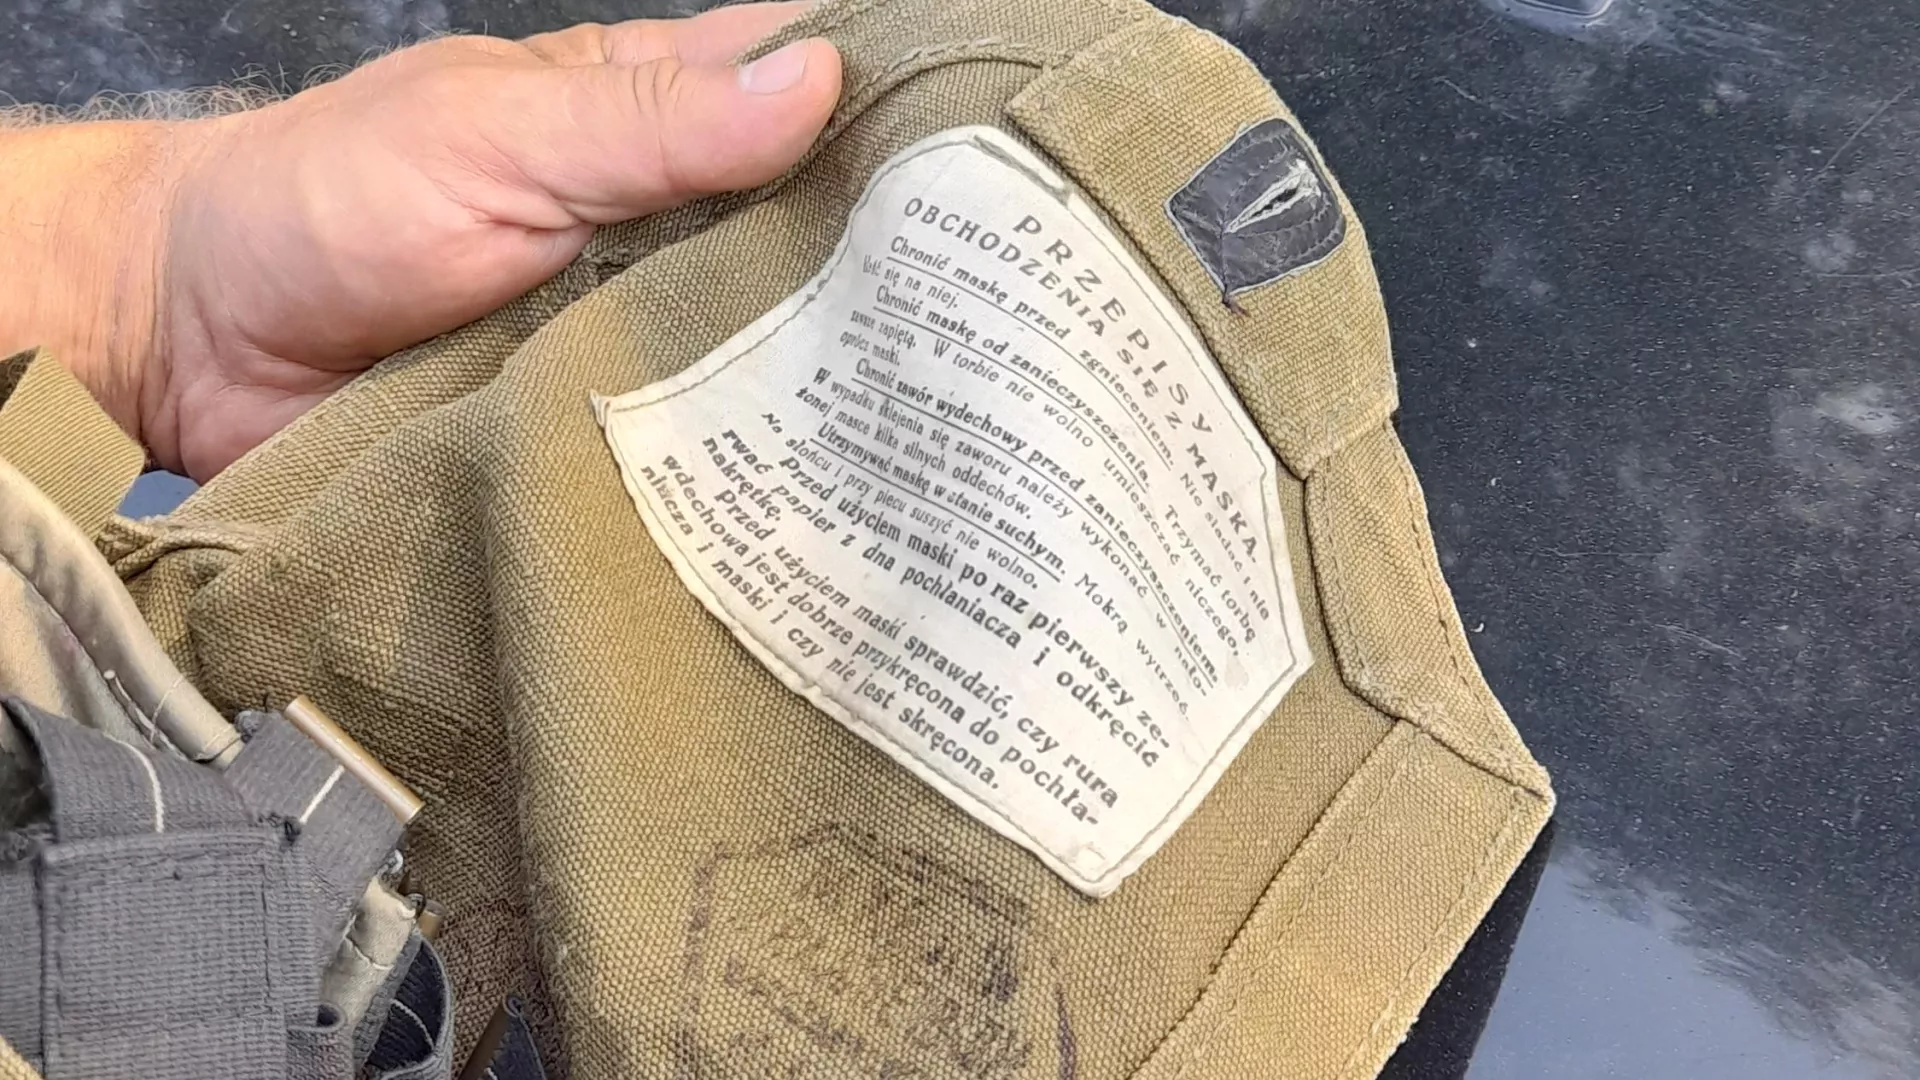 PRZEPISY
OBCHODZENIA SIĘ Z MASKĄ.
Chronić maskę przed zgnieceniem. Nie siadać i nie
kłaść się na niej.
Chronić maskę od zanieczyszczenia. Trzymać torbę
zawsze zapiętą. W torbie nie wolno umieszczać niczego,
oprócz maski.
Chronić zawór wydechowy przed zanieczyszczeniem.
W wypadku sklejenia się zaworu należy wykonać w nało-
żonej masce kilka silnych oddechów.
Utrzymywać maskę w stanie suchym. Mokrą wytrzeć.
Na słońcu i przy piecu suszyć nie wolno.
Przed użyciem maski po raz pierwszy ze-
rwać papier z dna pochłaniacza i odkręcić
nakrętkę.
Przed użyciem maski sprawdzić, czy rura
wdechowa jest dobrze przykręcona do pochła-
niacza i maski i czy nie jest skręcona.